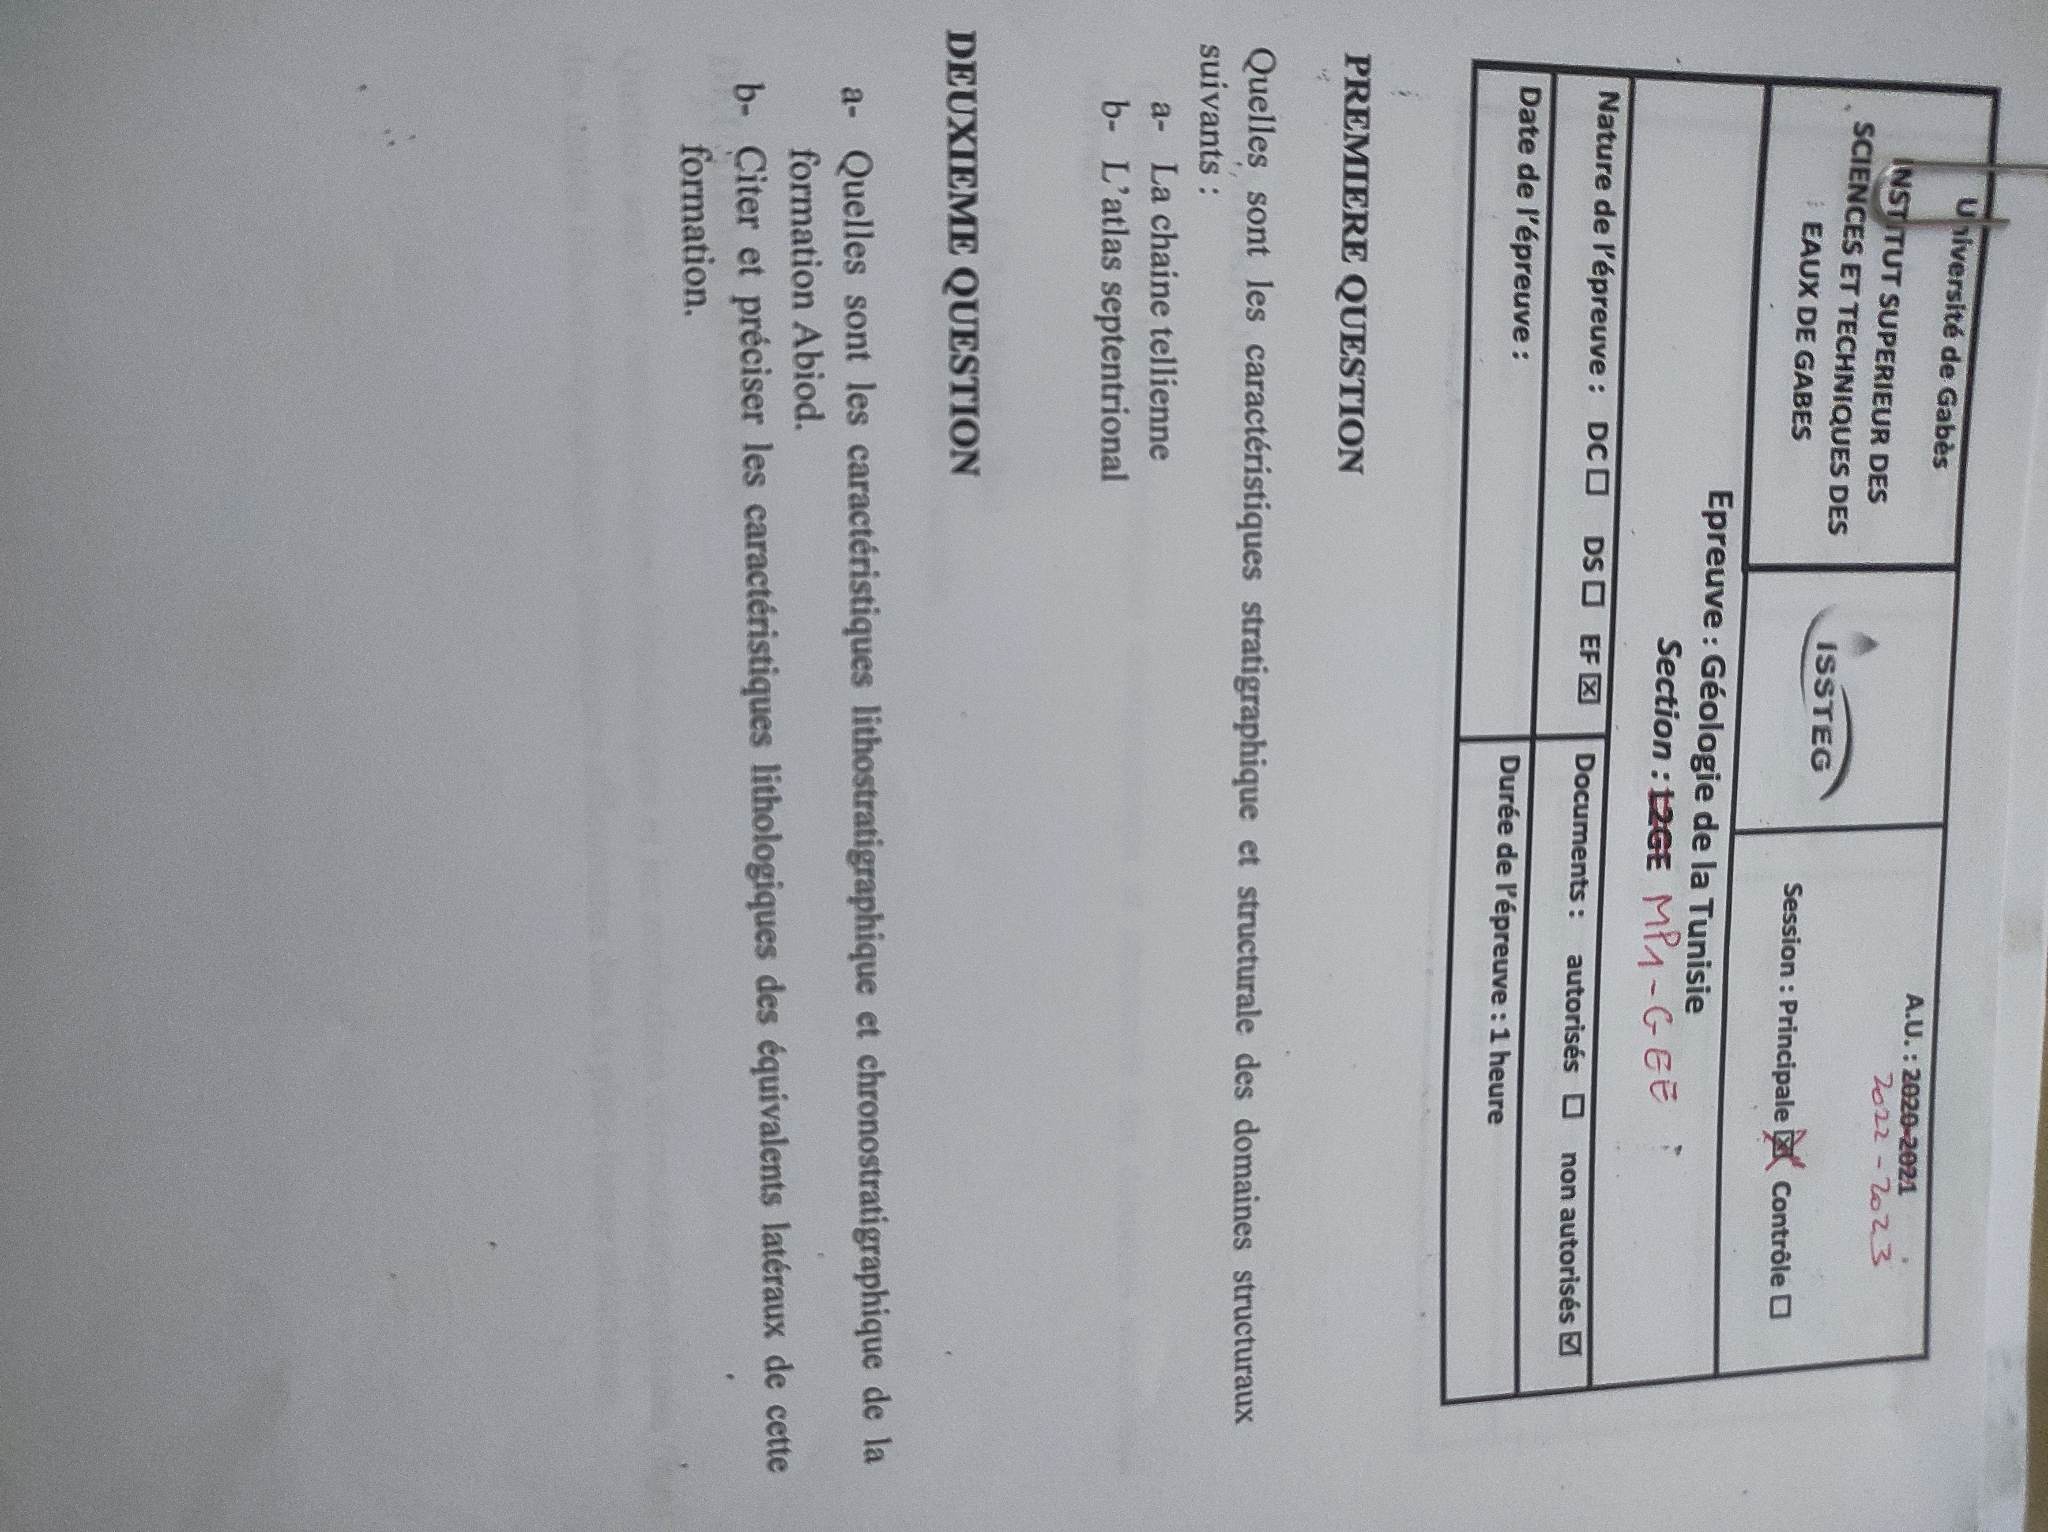 Université de Gabès
INSTITUT SUPERIEUR DES
SCIENCES ET TECHNIQUES DES
EAUX DE GABES
ISSTEG
A.U. : 2020-2021
2022 - 2023
Session : Principale ☒ Contrôle ☐
Epreuve : Géologie de la Tunisie
Section : L2GE MP1-GEE
Nature de l'épreuve : DC ☐ DS ☐ EF ☒
Documents : autorisés ☐ non autorisés ☑
Date de l'épreuve :
Durée de l'épreuve : 1 heure
PREMIERE QUESTION
Quelles sont les caractéristiques stratigraphique et structurale des domaines structuraux
suivants :
a- La chaine tellienne
b- L'atlas septentrional
DEUXIEME QUESTION
a- Quelles sont les caractéristiques lithostratigraphique et chronostratigraphique de la
formation Abiod.
b- Citer et préciser les caractéristiques lithologiques des équivalents latéraux de cette
formation.